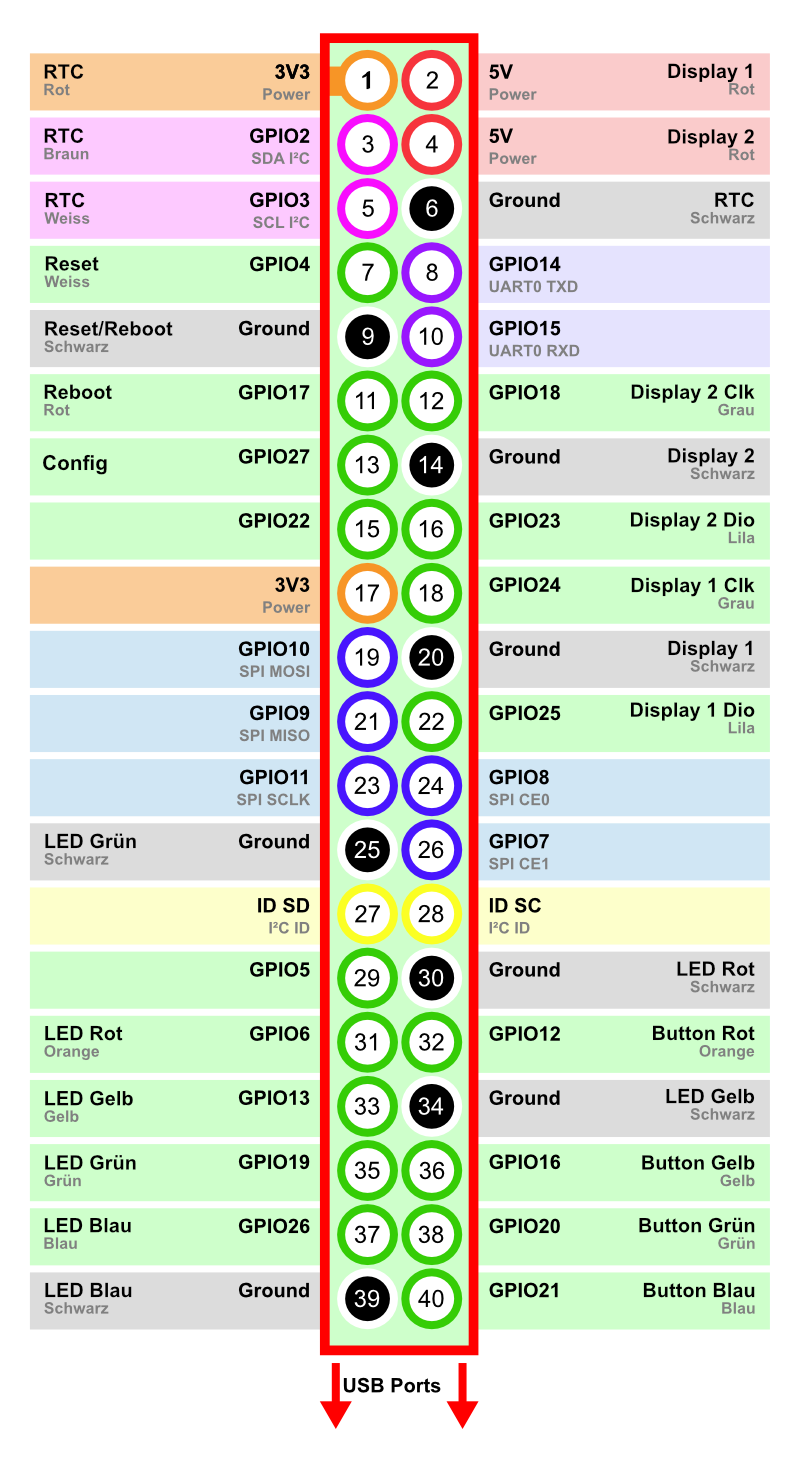 RTC 3V3 1 2 5V Display 1
Rot Power Power Rot
RTC GPIO2 3 4 5V Display 2
Braun SDA I²C Power Rot
RTC GPIO3 5 6 Ground RTC
Weiss SCL I²C Schwarz
Reset GPIO4 7 8 GPIO14
Weiss UART0 TXD
Reset/Reboot Ground 9 10 GPIO15
Schwarz UART0 RXD
Reboot GPIO17 11 12 GPIO18 Display 2 Clk
Rot Grau
Config GPIO27 13 14 Ground Display 2
Schwarz
GPIO22 15 16 GPIO23 Display 2 Dio
Lila
3V3 17 18 GPIO24 Display 1 Clk
Power Grau
GPIO10 19 20 Ground Display 1
SPI MOSI Schwarz
GPIO9 21 22 GPIO25 Display 1 Dio
SPI MISO Lila
GPIO11 23 24 GPIO8
SPI SCLK SPI CE0
LED Grün Ground 25 26 GPIO7
Schwarz SPI CE1
ID SD 27 28 ID SC
I²C ID I²C ID
GPIO5 29 30 Ground LED Rot
Schwarz
LED Rot GPIO6 31 32 GPIO12 Button Rot
Orange Orange
LED Gelb GPIO13 33 34 Ground LED Gelb
Gelb Schwarz
LED Grün GPIO19 35 36 GPIO16 Button Gelb
Grün Gelb
LED Blau GPIO26 37 38 GPIO20 Button Grün
Blau Grün
LED Blau Ground 39 40 GPIO21 Button Blau
Schwarz Blau
USB Ports